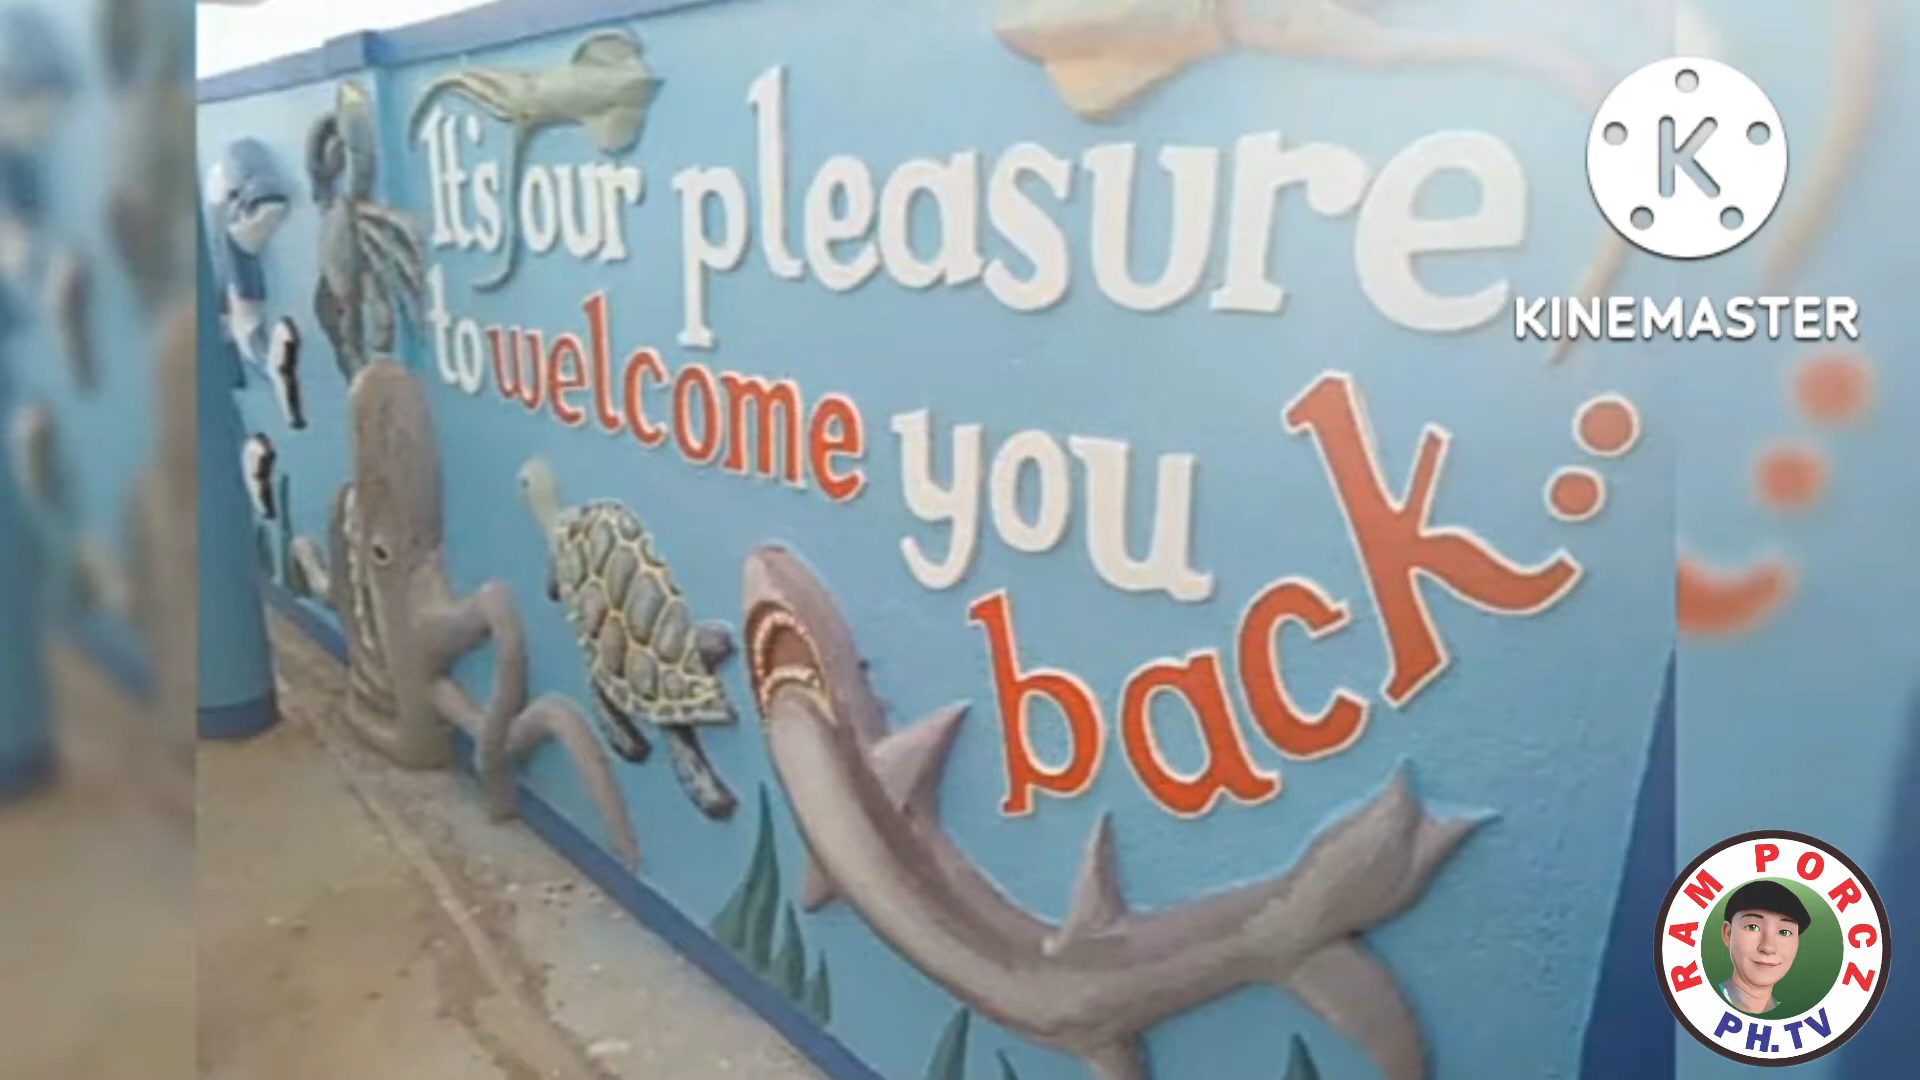 It's our pleasure
to welcome you
back
K
KINEMASTER
RAM PORCZ
PH.TV